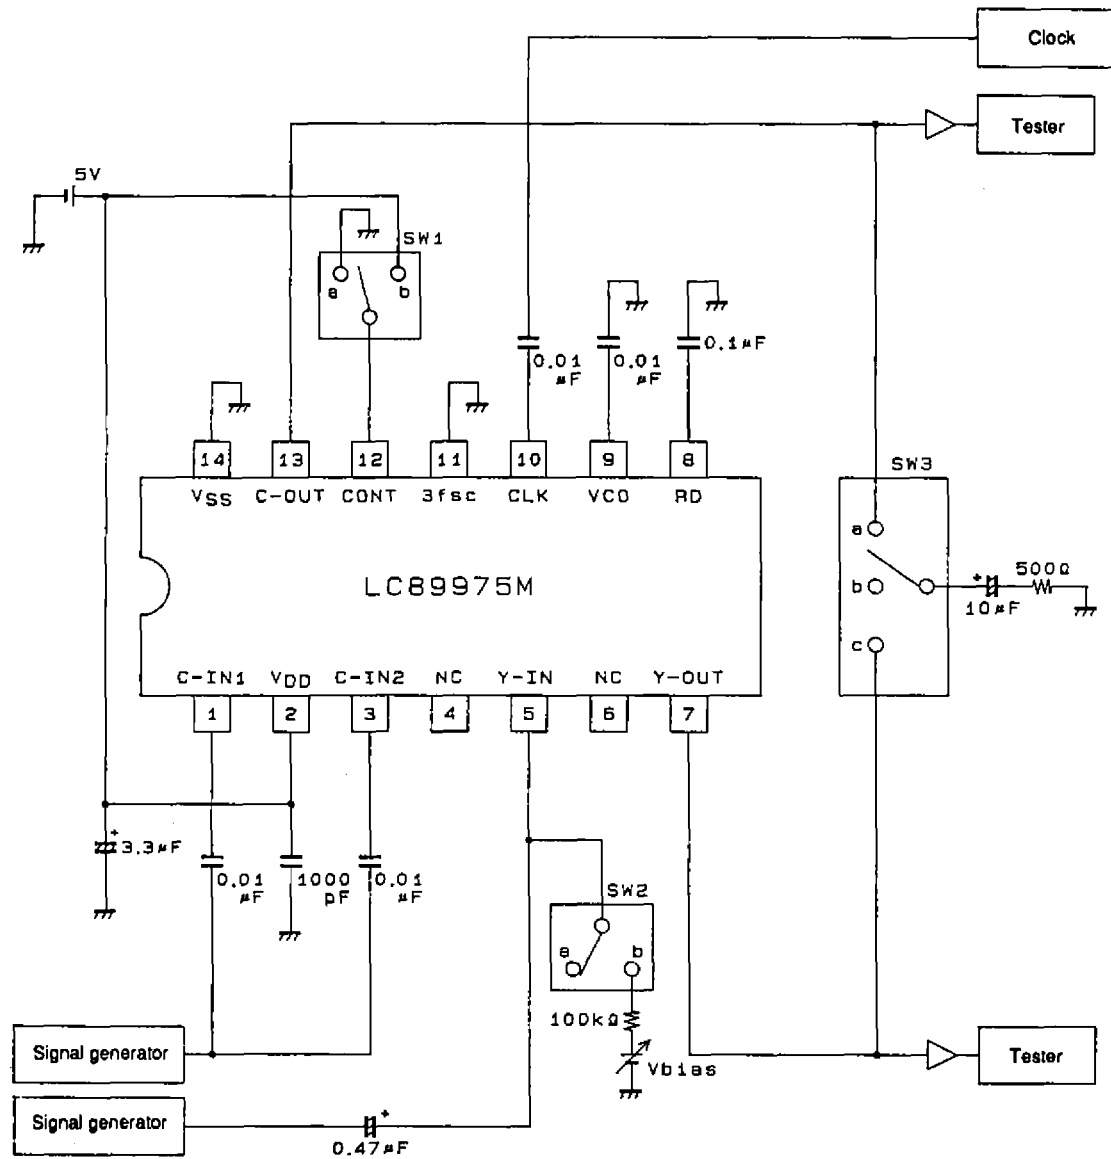 Clock
Tester
5V
SW1
a
b
0.01
μF
0.01
μF
0.1μF
14
13
12
11
10
9
8
VSS
C-OUT
CONT
3fsc
CLK
VCO
RD
SW3
a
b
c
+
10μF
500Ω
LC89975M
C-IN1
VDD
C-IN2
NC
Y-IN
NC
Y-OUT
1
2
3
4
5
6
7
+
3.3μF
0.01
μF
1000
pF
0.01
μF
SW2
a
b
100kΩ
Vbias
Signal generator
Tester
Signal generator
+
0.47μF